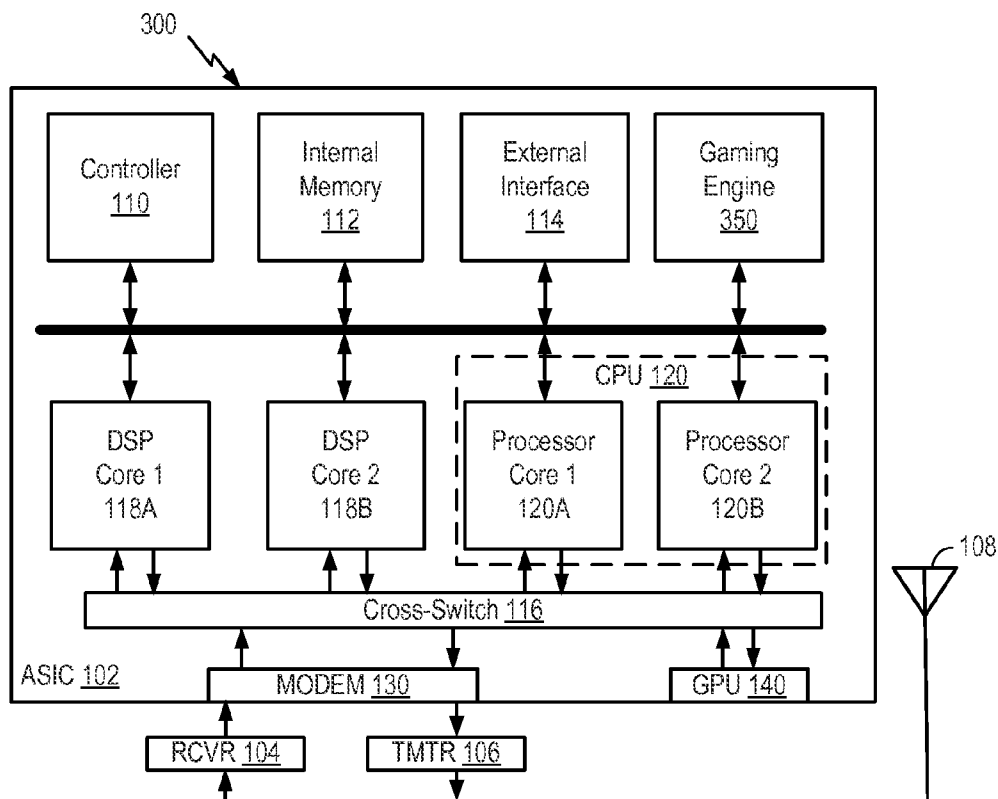 300
Controller
110
Internal
Memory
112
External
Interface
114
Gaming
Engine
350
CPU 120
DSP
Core 1
118A
DSP
Core 2
118B
Processor
Core 1
120A
Processor
Core 2
120B
108
Cross-Switch 116
ASIC 102
MODEM 130
GPU 140
RCVR 104
TMTR 106